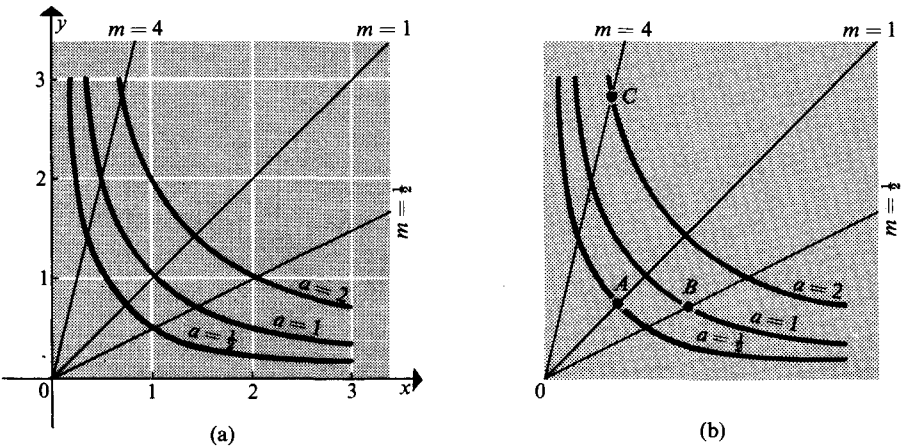 y
m = 4
m = 1
3
2
m = ½
1
a = 2
a = 1
a = ½
0
1
2
3
x
(a)
m = 4
m = 1
C
m = ½
A
B
a = 2
a = 1
a = ½
0
(b)